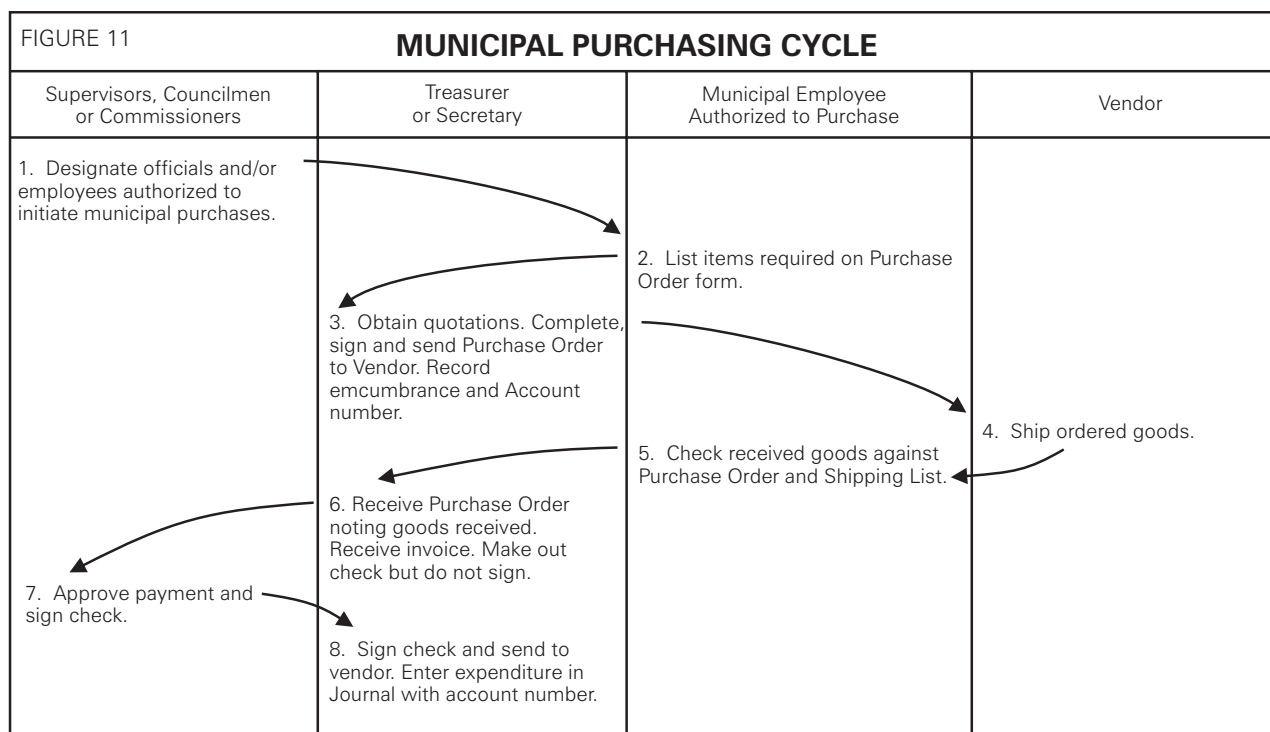 FIGURE 11
MUNICIPAL PURCHASING CYCLE
Supervisors, Councilmen
or Commissioners
Treasurer
or Secretary
Municipal Employee
Authorized to Purchase
Vendor
1. Designate officials and/or
employees authorized to
initiate municipal purchases.
2. List items required on Purchase
Order form.
3. Obtain quotations. Complete,
sign and send Purchase Order
to Vendor. Record
emcumbrance and Account
number.
4. Ship ordered goods.
5. Check received goods against
Purchase Order and Shipping List.
6. Receive Purchase Order
noting goods received.
Receive invoice. Make out
check but do not sign.
7. Approve payment and
sign check.
8. Sign check and send to
vendor. Enter expenditure in
Journal with account number.